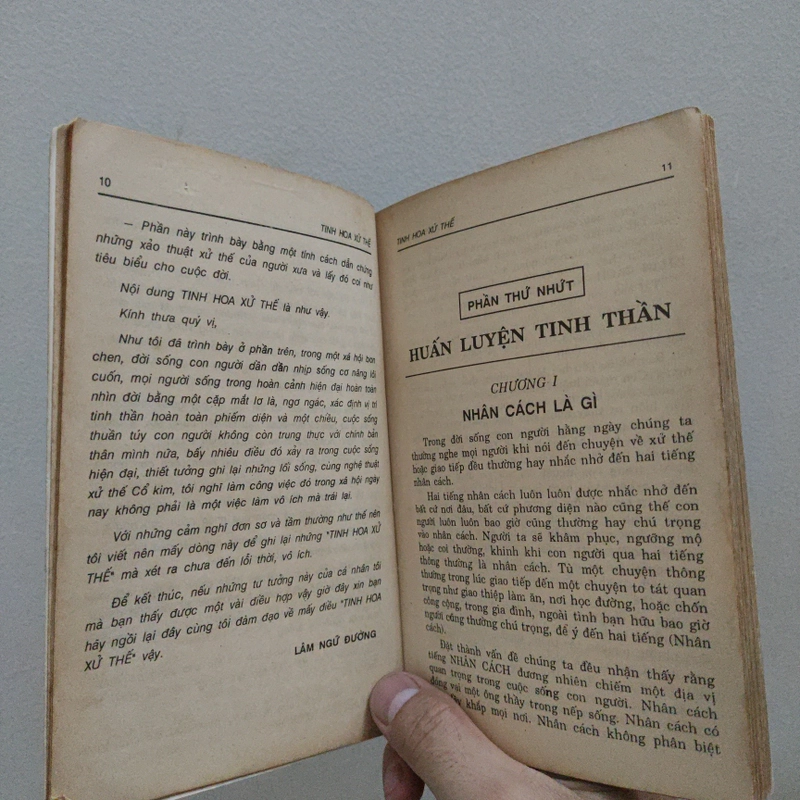 10
TINH HOA XỬ THẾ
– Phần này trình bày bằng một tính cách dẫn chứng
những xảo thuật xử thế của người xưa và lấy đó coi như
tiêu biểu cho cuộc đời.
Nội dung TINH HOA XỬ THẾ là như vậy.
Kính thưa quý vị,
Như tôi đã trình bày ở phần trên, trong một xã hội bon
chen, đời sống con người dần dần nhịp sống cơ năng lôi
cuốn, mọi người sống trong hoàn cảnh hiện đại hoàn toàn
nhìn đời bằng một cặp mắt lơ là, ngơ ngác, xác định vị trí
tinh thần hoàn toàn phiếm diện và một chiều, cuộc sống
thuần túy con người không còn trung thực với chính bản
thân mình nữa, bấy nhiêu điều đó xảy ra trong cuộc sống
hiện đại, thiết tưởng ghi lại những lối sống, cùng nghệ thuật
xử thế Cổ kim, tôi nghĩ làm công việc đó trong xã hội ngày
nay không phải là một việc làm vô ích mà trái lại.
Với những cảm nghĩ đơn sơ và tầm thường như thế nên
tôi viết nên mấy dòng này để ghi lại những "TINH HOA XỬ
THẾ" mà xét ra chưa đến lỗi thời, vô ích.
Để kết thúc, nếu những tư tưởng này của cá nhân tôi
mà bạn thấy được một vài điều hợp vậy giờ đây xin bạn
hãy ngồi lại đây cùng tôi đàm đạo về mấy điều "TINH HOA
XỬ THẾ" vậy.
LÂM NGỮ ĐƯỜNG
11
TINH HOA XỬ THẾ
PHẦN THỨ NHỨT
HUẤN LUYỆN TINH THẦN
CHƯƠNG I
NHÂN CÁCH LÀ GÌ
Trong đời sống con người hằng ngày chúng ta
thường nghe mọi người khi nói đến chuyện về xử thế
hoặc giao tiếp đều thường hay nhắc nhở đến hai tiếng
nhân cách.
Hai tiếng nhân cách luôn luôn được nhắc nhở đến
bất cứ nơi đâu, bất cứ phương diện nào cũng thế con
người luôn luôn bao giờ cũng thường hay chú trọng
vào nhân cách. Người ta sẽ khâm phục, ngưỡng mộ
hoặc coi thường, khinh khi con người qua hai tiếng
thông thường là nhân cách. Từ một chuyện thông
thường trong lúc giao tiếp đến một chuyện to tát quan
trọng như giao thiệp làm ăn, nơi học đường, hoặc chốn
công cộng, trong gia đình, ngoài tình bạn hữu bao giờ
người cũng thường chú trọng, để ý đến hai tiếng (Nhân
cách).
Đặt thành vấn đề chúng ta đều nhận thấy rằng
tiếng NHÂN CÁCH đương nhiên chiếm một địa vị
quan trọng trong cuộc sống con người. Nhân cách
đóng vai một ông thầy trong nếp sống. Nhân cách có
khắp mọi nơi. Nhân cách không phân biệt